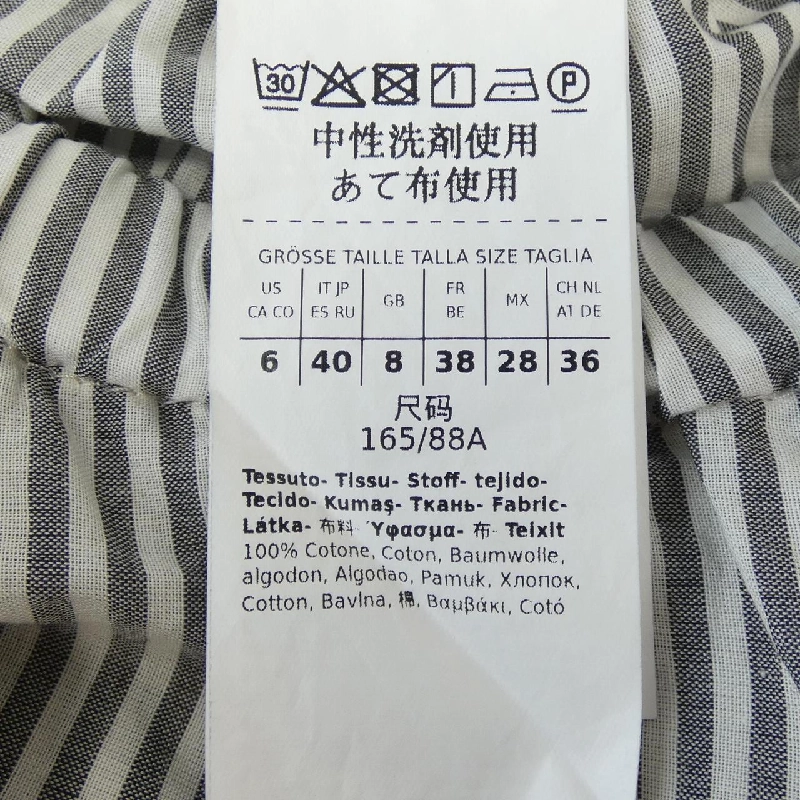 30 P
中性洗剤使用
あて布使用
GRÖSSE TAILLE TALLA SIZE TAGLIA
US IT JP GB FR MX CH NL
CA CO ES RU BE AT DE
6 40 8 38 28 36
尺码
165/88A
Tessuto- Tissu- Stoff- tejido-
Tecido- Kumaş- Ткань- Fabric-
Látka- 布料- Ύφασμα- 布- Teixit
100% Cotone, Coton, Baumwolle,
algodon, Algodao, Pamuk, Хлопок,
Cotton, Bavlna, 棉, Βαμβάκι, Cotó